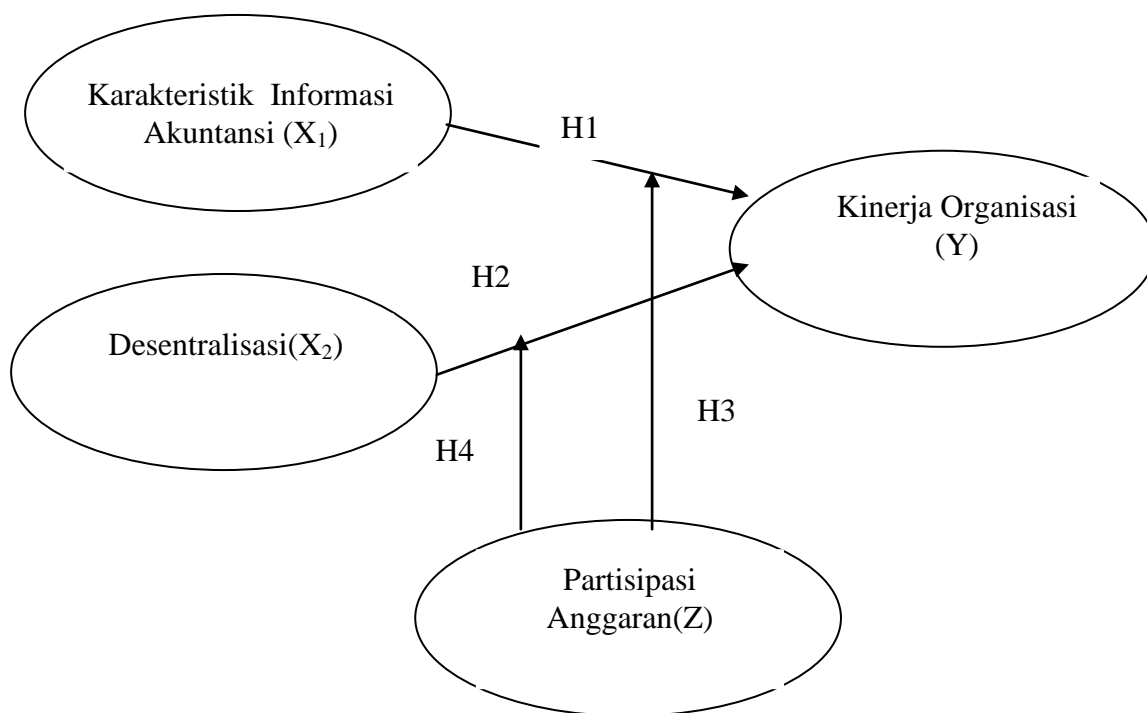 Karakteristik Informasi
Akuntansi (X₁)
H1
Kinerja Organisasi
(Y)
H2
Desentralisasi(X₂)
H3
H4
Partisipasi
Anggaran(Z)